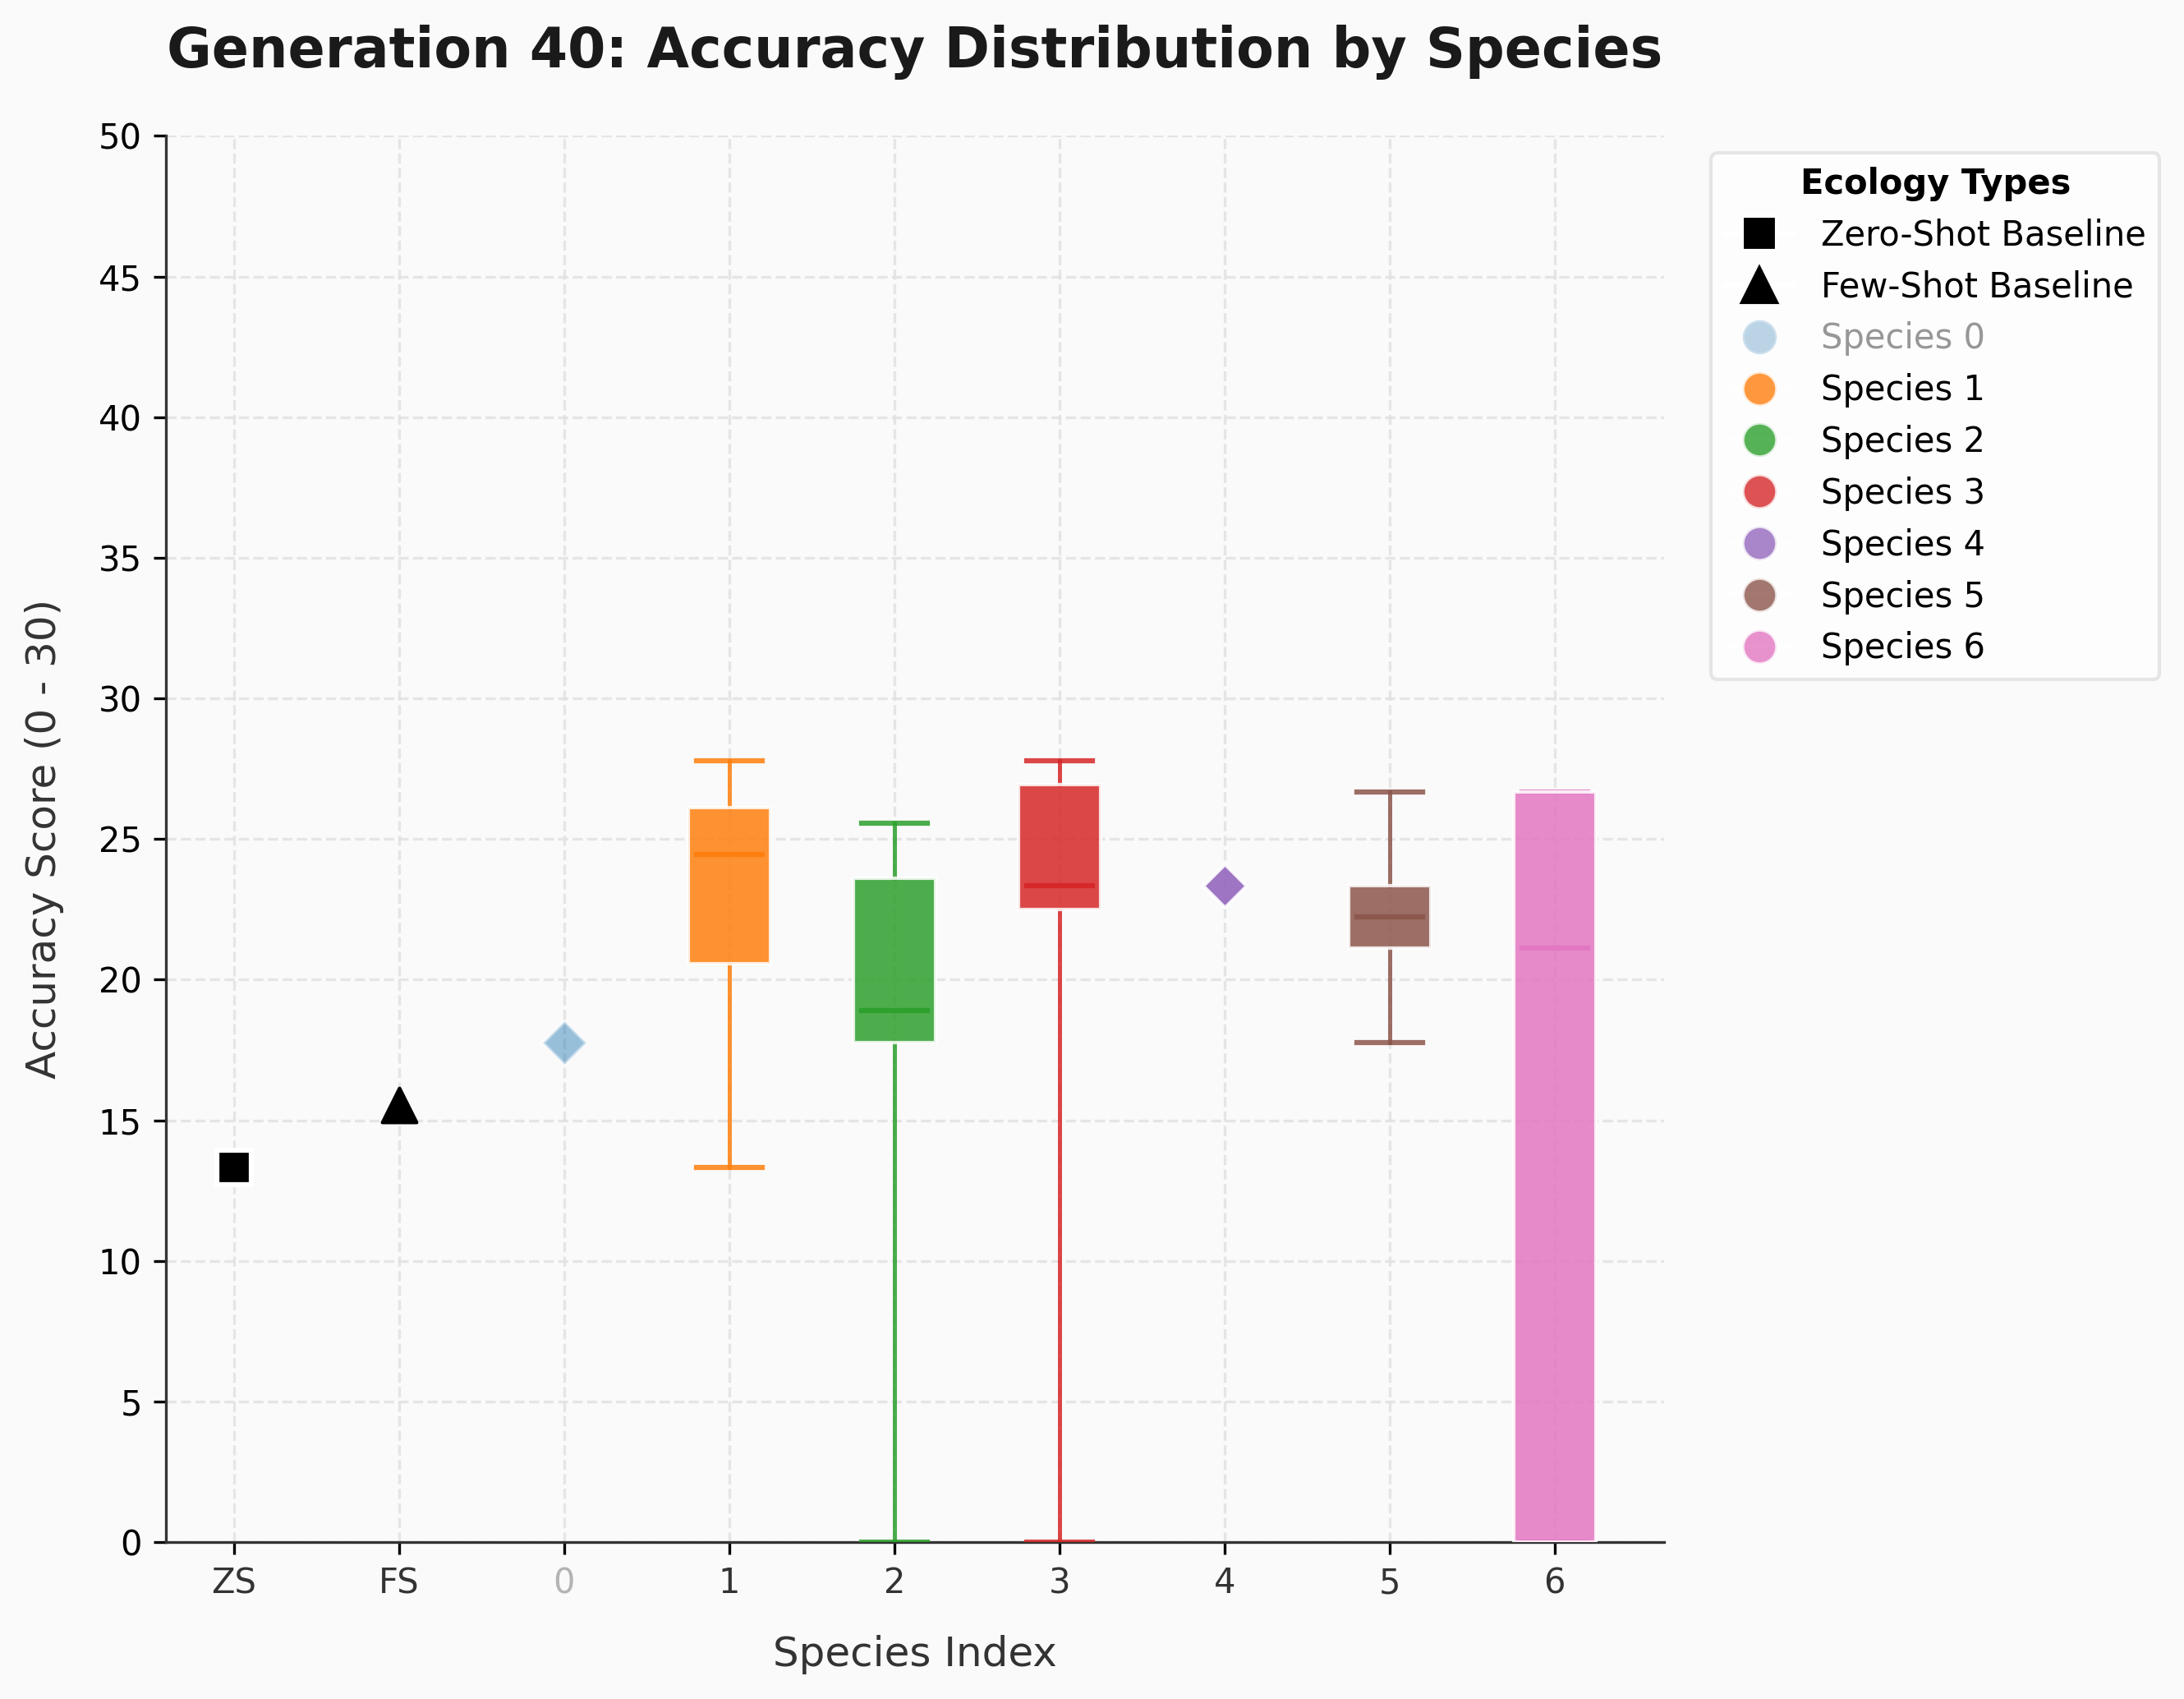 Generation 40: Accuracy Distribution by Species
50
45
40
35
30
25
20
15
10
5
0
Accuracy Score (0 - 30)
ZS FS 0 1 2 3 4 5 6
Species Index
Ecology Types
Zero-Shot Baseline
Few-Shot Baseline
Species 0
Species 1
Species 2
Species 3
Species 4
Species 5
Species 6